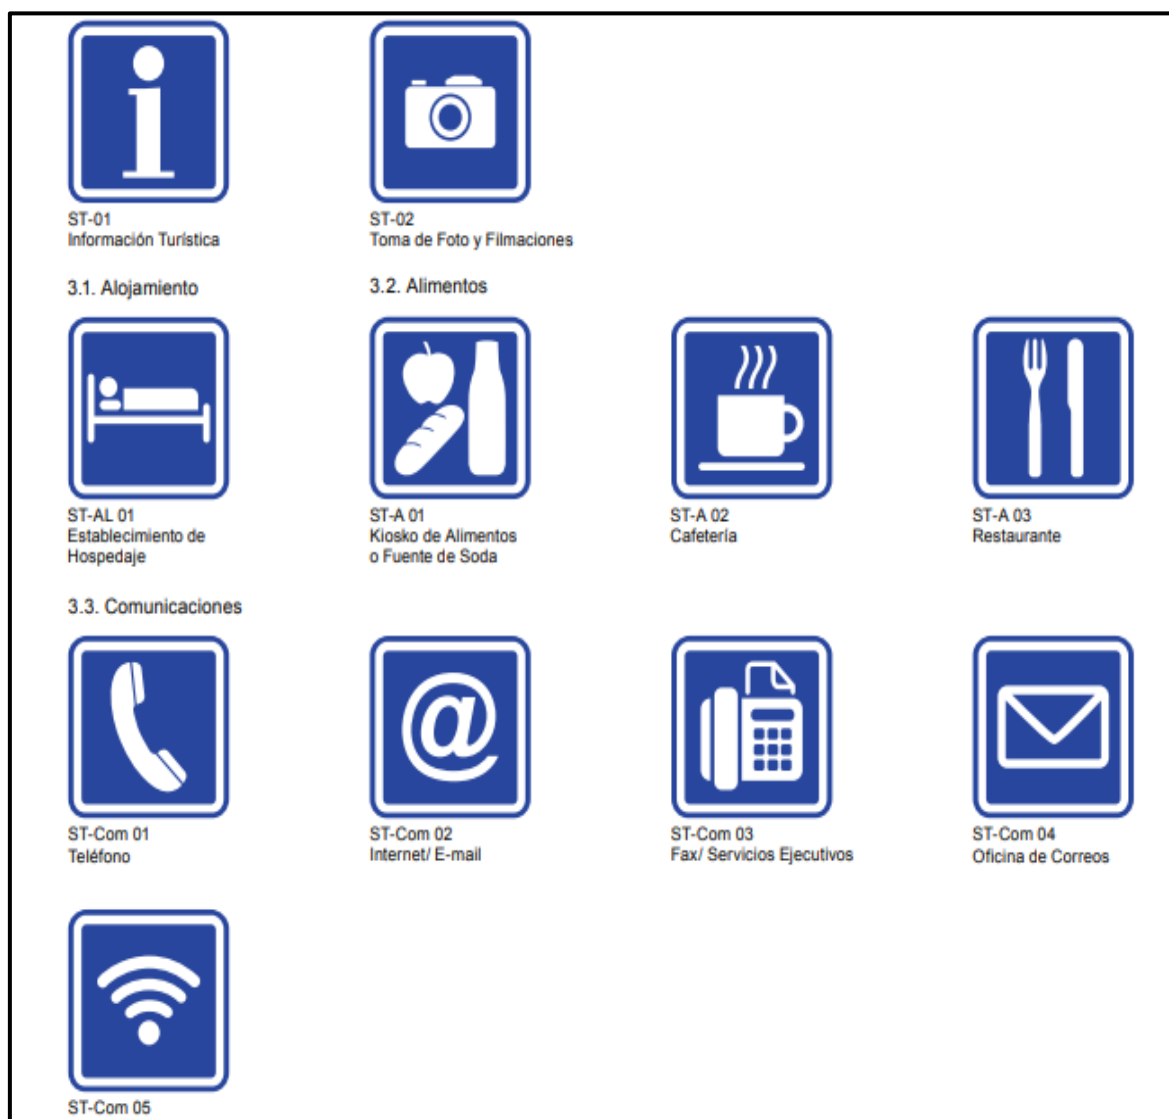 i
ST-01
Información Turística
ST-02
Toma de Foto y Filmaciones
3.1. Alojamiento
3.2. Alimentos
ST-AL 01
Establecimiento de
Hospedaje
ST-A 01
Kiosko de Alimentos
o Fuente de Soda
ST-A 02
Cafetería
ST-A 03
Restaurante
3.3. Comunicaciones
@
ST-Com 01
Teléfono
ST-Com 02
Internet/ E-mail
ST-Com 03
Fax/ Servicios Ejecutivos
ST-Com 04
Oficina de Correos
ST-Com 05